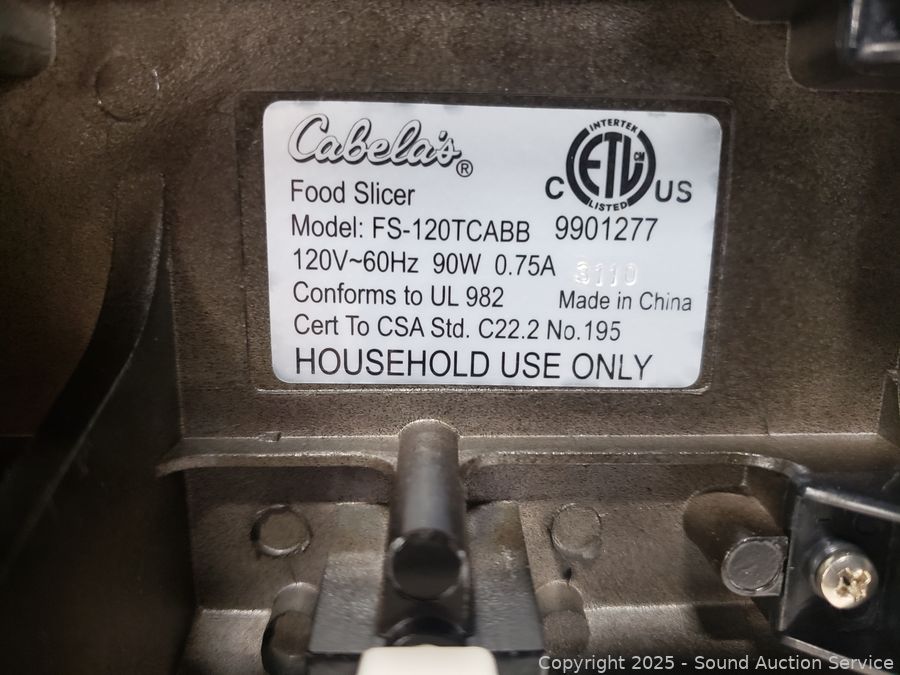 Cabela's®
INTERTEK
ETL CM
C US
LISTED
Food Slicer
Model: FS-120TCABB 9901277
120V~60Hz 90W 0.75A 3110
Conforms to UL 982 Made in China
Cert To CSA Std. C22.2 No.195
HOUSEHOLD USE ONLY
Copyright 2025 - Sound Auction Service